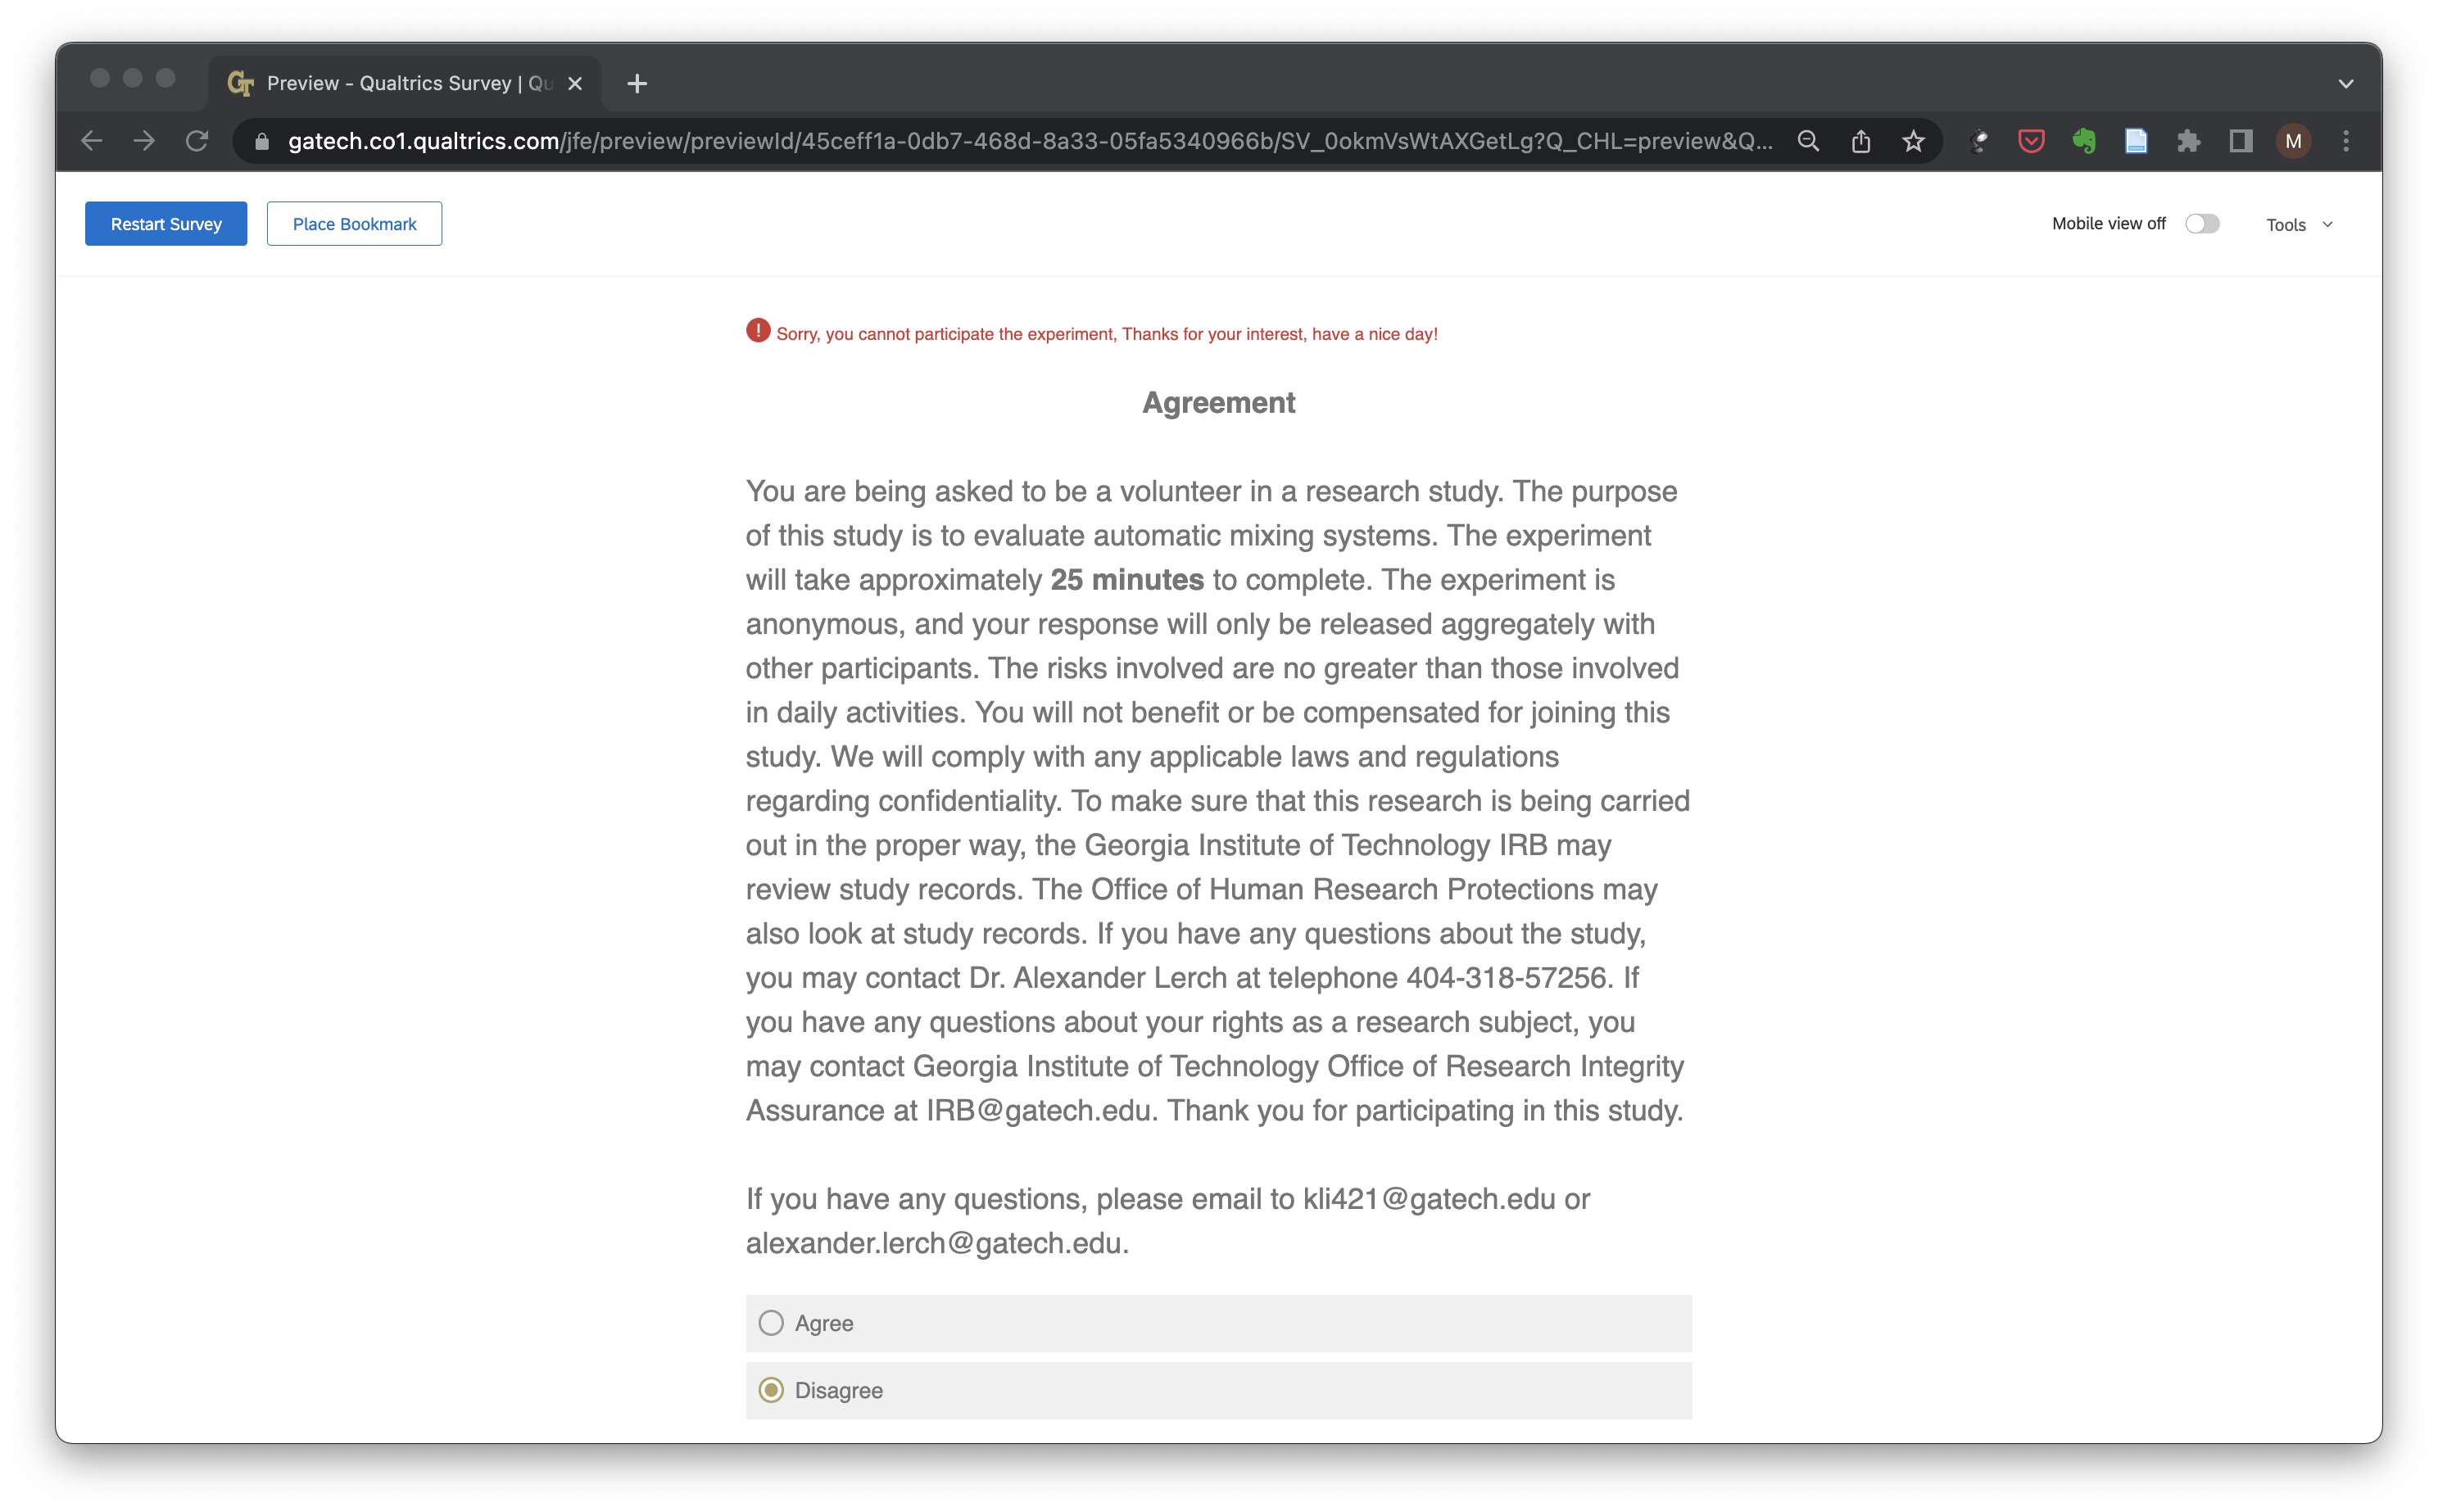 Preview - Qualtrics Survey | Qu
gatech.co1.qualtrics.com/jfe/preview/previewId/45ceff1a-0db7-468d-8a33-05fa5340966b/SV_0okmVsWtAXGetLg?Q_CHL=preview&Q...
M
Restart Survey
Place Bookmark
Mobile view off
Tools
Sorry, you cannot participate the experiment, Thanks for your interest, have a nice day!
Agreement
You are being asked to be a volunteer in a research study. The purpose
of this study is to evaluate automatic mixing systems. The experiment
will take approximately 25 minutes to complete. The experiment is
anonymous, and your response will only be released aggregately with
other participants. The risks involved are no greater than those involved
in daily activities. You will not benefit or be compensated for joining this
study. We will comply with any applicable laws and regulations
regarding confidentiality. To make sure that this research is being carried
out in the proper way, the Georgia Institute of Technology IRB may
review study records. The Office of Human Research Protections may
also look at study records. If you have any questions about the study,
you may contact Dr. Alexander Lerch at telephone 404-318-57256. If
you have any questions about your rights as a research subject, you
may contact Georgia Institute of Technology Office of Research Integrity
Assurance at IRB@gatech.edu. Thank you for participating in this study.
If you have any questions, please email to kli421@gatech.edu or
alexander.lerch@gatech.edu.
Agree
Disagree